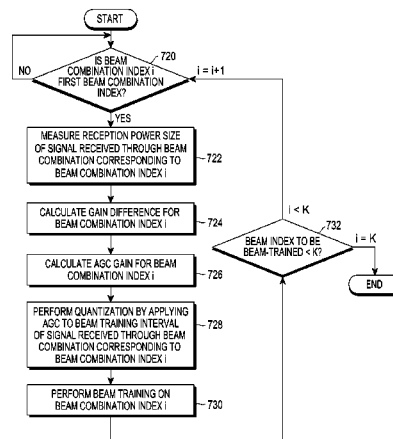 START
IS BEAM
COMBINATION INDEX i
FIRST BEAM COMBINATION
INDEX?
720
NO
i = i+1
YES
MEASURE RECEPTION POWER SIZE
OF SIGNAL RECEIVED THROUGH BEAM
COMBINATION CORRESPONDING TO
BEAM COMBINATION INDEX i
722
CALCULATE GAIN DIFFERENCE FOR
BEAM COMBINATION INDEX i
724
CALCULATE AGC GAIN FOR BEAM
COMBINATION INDEX i
726
PERFORM QUANTIZATION BY APPLYING
AGC TO BEAM TRAINING INTERVAL
OF SIGNAL RECEIVED THROUGH BEAM
COMBINATION CORRESPONDING TO
BEAM COMBINATION INDEX i
728
PERFORM BEAM TRAINING ON
BEAM COMBINATION INDEX i
730
i < K
732
BEAM INDEX TO BE
BEAM-TRAINED < K?
i = K
END